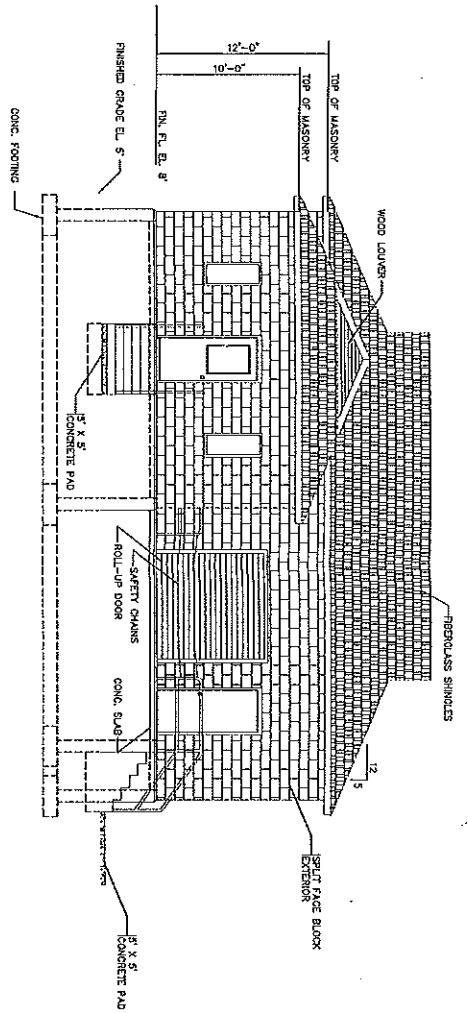 12'-0"
10'-0"
TOP OF MASONRY
TOP OF MASONRY
WOOD LOUVER
FIBERGLASS SHINGLES
12
5
FIN. FL. EL. 8'
FINISHED GRADE EL. 5'
CONC. FOOTING
5' X 5'
CONCRETE PAD
SAFETY CHAINS
ROLL-UP DOOR
CONC. SLAB
SPLIT FACE BLOCK
EXTERIOR
5' X 5'
CONCRETE PAD